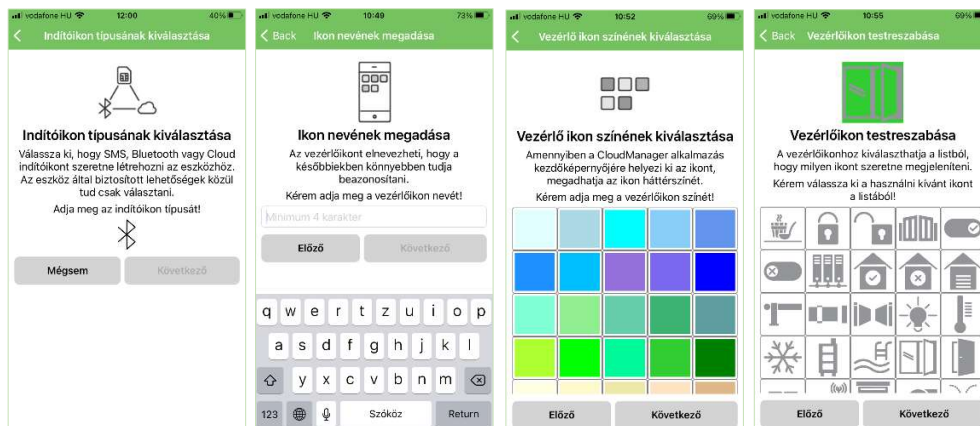 vodafone HU 12:00 40%
Indítóikon típusának kiválasztása
Indítóikon típusának kiválasztása
Válassza ki, hogy SMS, Bluetooth vagy Cloud
indítóikont szeretne létrehozni az eszközhöz.
Az eszköz által biztosított lehetőségek közül
tud csak választani.
Adja meg az indítóikon típusát!
Mégsem
Következő
vodafone HU 10:49 73%
Back Ikon nevének megadása
Ikon nevének megadása
Az vezérlőikont elnevezheti, hogy a
későbbiekben könnyebben tudja
beazonosítani.
Kérem adja meg a vezérlőikon nevét!
Minimum 4 karakter
Előző
Következő
q w e r t z u i o p
a s d f g h j k l
y x c v b n m
123 Szóköz Return
vodafone HU 10:52 69%
Vezérlő ikon színének kiválasztása
Vezérlő ikon színének kiválasztása
Amennyiben a CloudManager alkalmazás
kezdőképernyőjére helyezi ki az ikont,
megadhatja az ikon háttérszínét.
Kérem adja meg a vezérlőikon színét!
Előző
Következő
vodafone HU 10:55 69%
Back Vezérlőikon testreszabása
Vezérlőikon testreszabása
A vezérlőikonhoz kiválaszthatja a listból,
hogy milyen ikont szeretne megjeleníteni.
Kérem válassza ki a használni kívánt ikont
a listából!
Előző
Következő